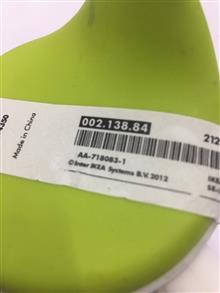 4350
Made in China
002.138.84
212
AA-718083-1
©Inter IKEA Systems B.V. 2012
IKE
SE-